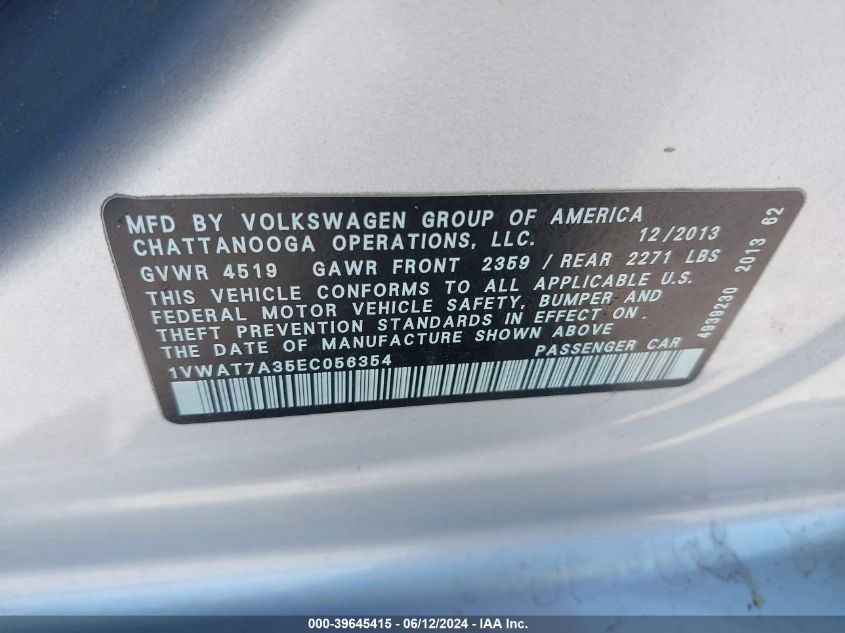 MFD BY VOLKSWAGEN GROUP OF AMERICA
CHATTANOOGA OPERATIONS, LLC. 12/2013
GVWR 4519 GAWR FRONT 2359 / REAR 2271 LBS
THIS VEHICLE CONFORMS TO ALL APPLICABLE U.S.
FEDERAL MOTOR VEHICLE SAFETY, BUMPER AND
THEFT PREVENTION STANDARDS IN EFFECT ON.
THE DATE OF MANUFACTURE SHOWN ABOVE
1VWAT7A35EC056354 PASSENGER CAR
4939230 2013 62
000-39645415 - 06/12/2024 - IAA Inc.